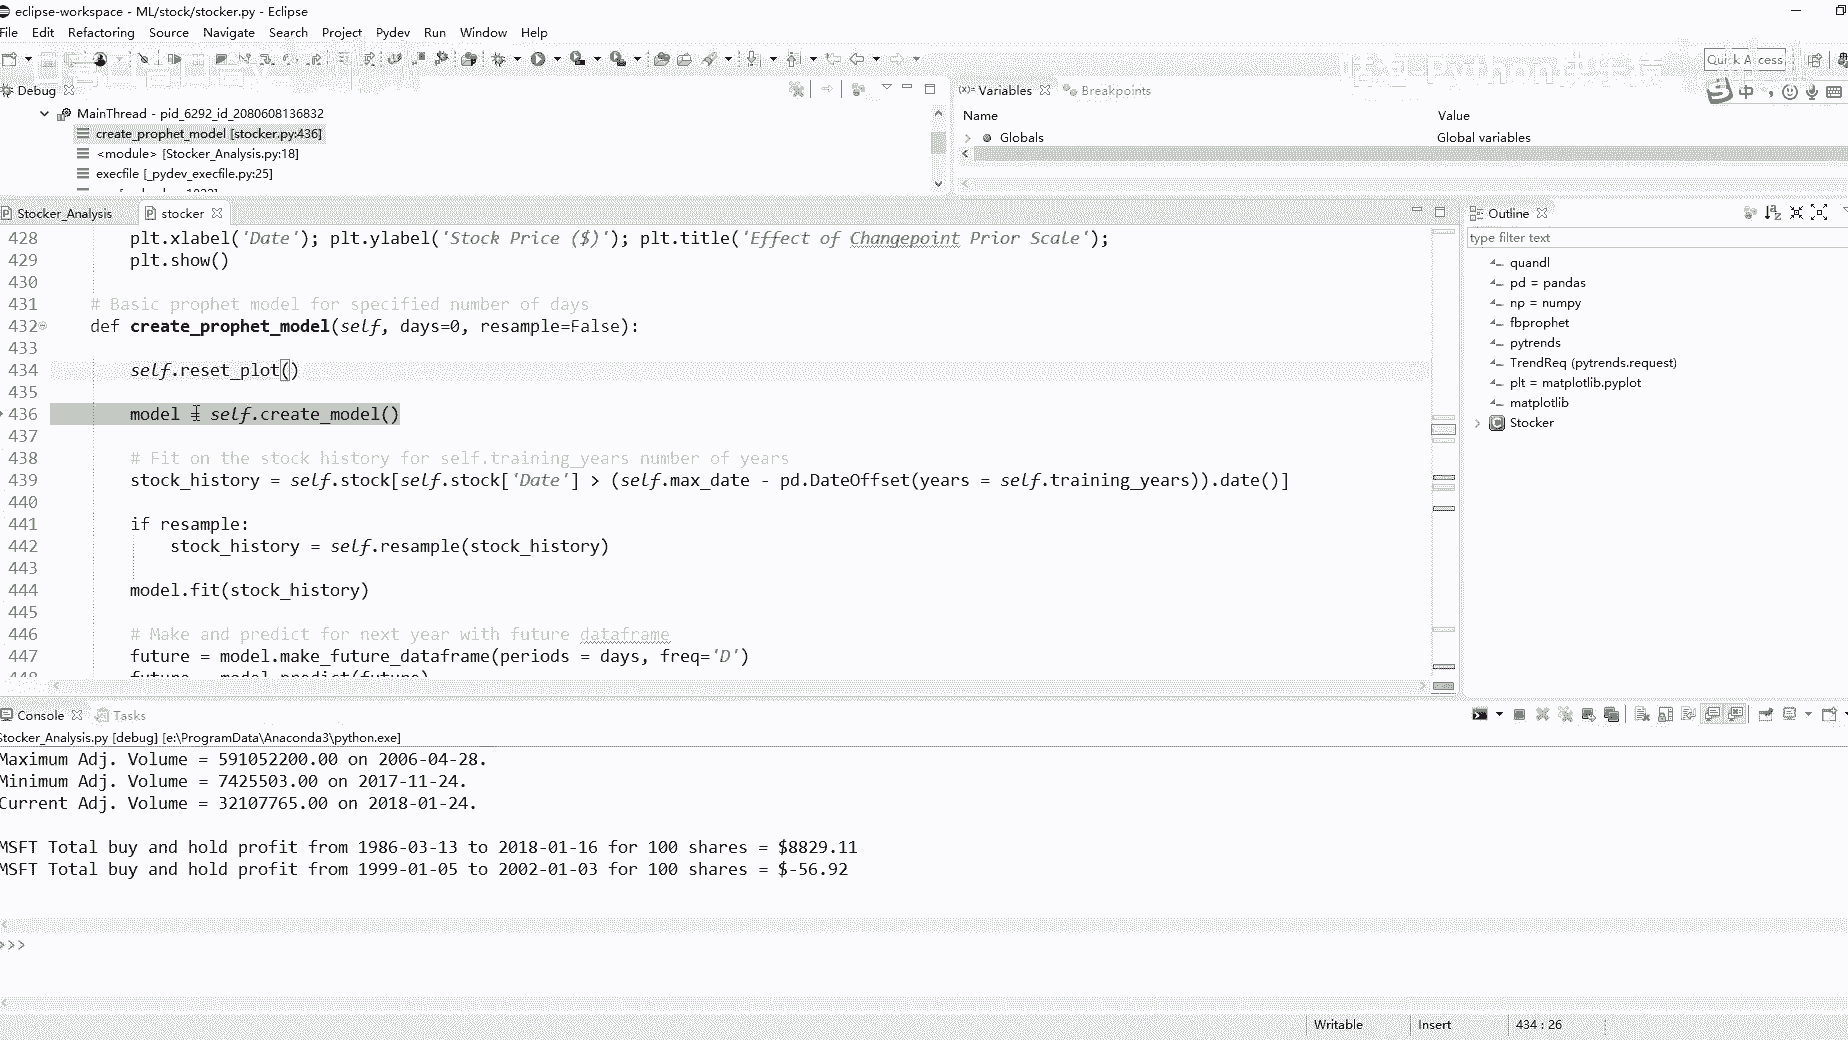 eclipse-workspace - ML/stock/stocker.py - Eclipse
File Edit Refactoring Source Navigate Search Project Pydev Run Window Help
Quick Access
Debug
中
MainThread - pid_6292_id_2080608136832
create_prophet_model [stocker.py:436]
<module> [Stocker_Analysis.py:18]
execfile [_pydev_execfile.py:25]
(x)= Variables Breakpoints
Name Value
Globals Global variables
Stocker_Analysis stocker
428 plt.xlabel('Date'); plt.ylabel('Stock Price ($)'); plt.title('Effect of Changepoint Prior Scale');
429 plt.show()
430
431 # Basic prophet model for specified number of days
432 def create_prophet_model(self, days=0, resample=False):
433
434 self.reset_plot()
435
436 model = self.create_model()
437
438 # Fit on the stock history for self.training_years number of years
439 stock_history = self.stock[self.stock['Date'] > (self.max_date - pd.DateOffset(years = self.training_years)).date()]
440
441 if resample:
442 stock_history = self.resample(stock_history)
443
444 model.fit(stock_history)
445
446 # Make and predict for next year with future dataframe
447 future = model.make_future_dataframe(periods = days, freq='D')
448 future = model.predict(future)
Outline
type filter text
quandl
pd = pandas
np = numpy
fbprophet
pytrends
TrendReq (pytrends.request)
plt = matplotlib.pyplot
matplotlib
Stocker
Console Tasks
Stocker_Analysis.py [debug] [e:\ProgramData\Anaconda3\python.exe]
Maximum Adj. Volume = 591052200.00 on 2006-04-28.
Minimum Adj. Volume = 7425503.00 on 2017-11-24.
Current Adj. Volume = 32107765.00 on 2018-01-24.
MSFT Total buy and hold profit from 1986-03-13 to 2018-01-16 for 100 shares = $8829.11
MSFT Total buy and hold profit from 1999-01-05 to 2002-01-03 for 100 shares = $-56.92
>>>
Writable Insert 434 : 26